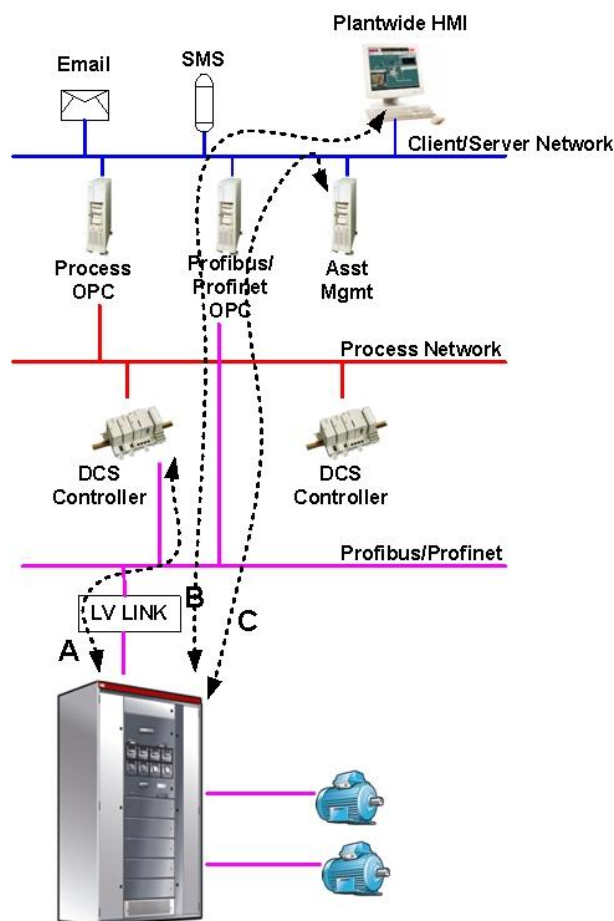 Plantwide HMI
Email
SMS
Client/Server Network
Process
OPC
Profibus/
Profinet
OPC
Asst
Mgmt
Process Network
DCS
Controller
DCS
Controller
Profibus/Profinet
LV LINK
B
C
A